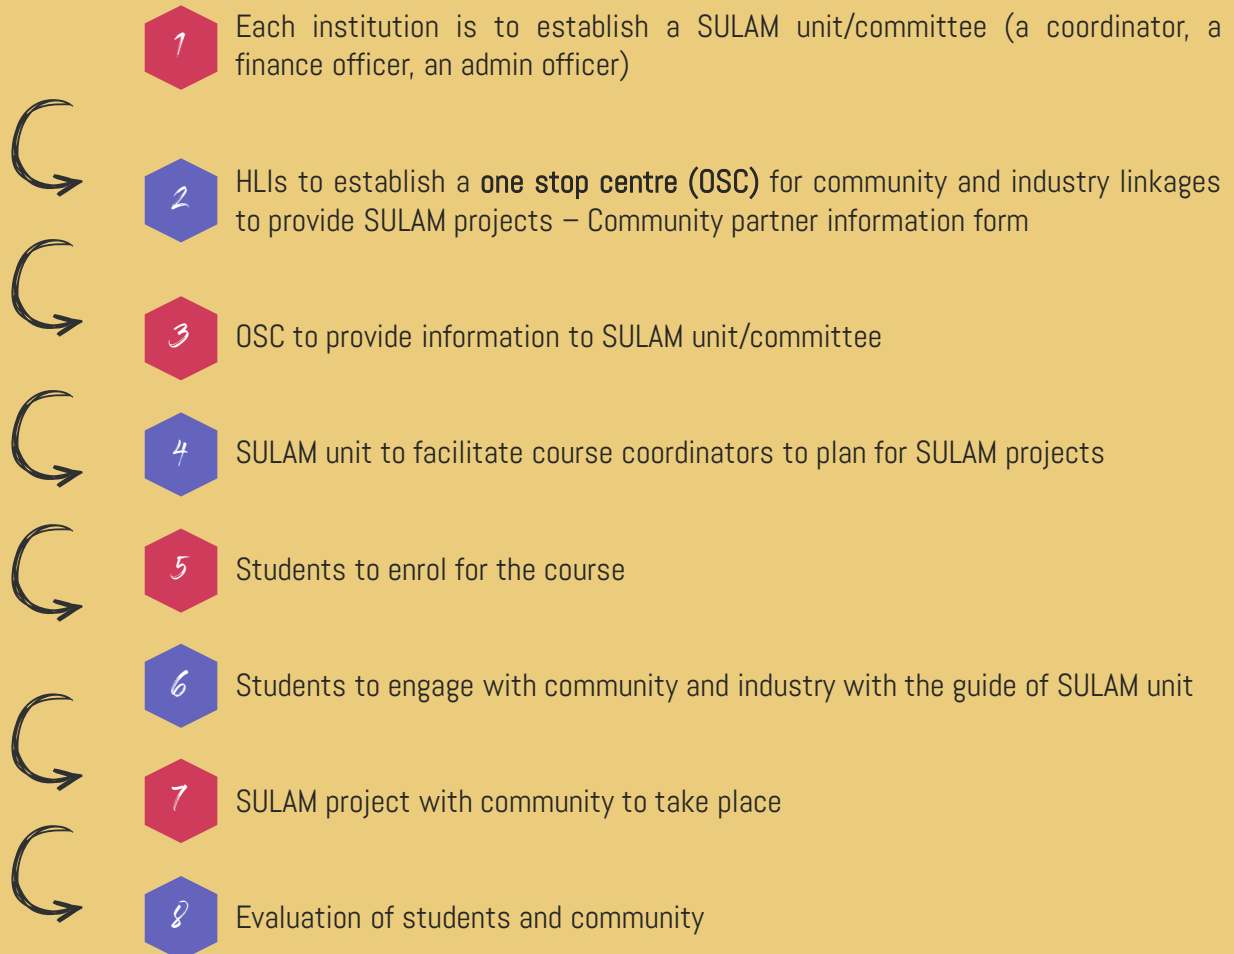 1
Each institution is to establish a SULAM unit/committee (a coordinator, a
finance officer, an admin officer)
2
HLIs to establish a one stop centre (OSC) for community and industry linkages
to provide SULAM projects – Community partner information form
3
OSC to provide information to SULAM unit/committee
4
SULAM unit to facilitate course coordinators to plan for SULAM projects
5
Students to enrol for the course
6
Students to engage with community and industry with the guide of SULAM unit
7
SULAM project with community to take place
8
Evaluation of students and community